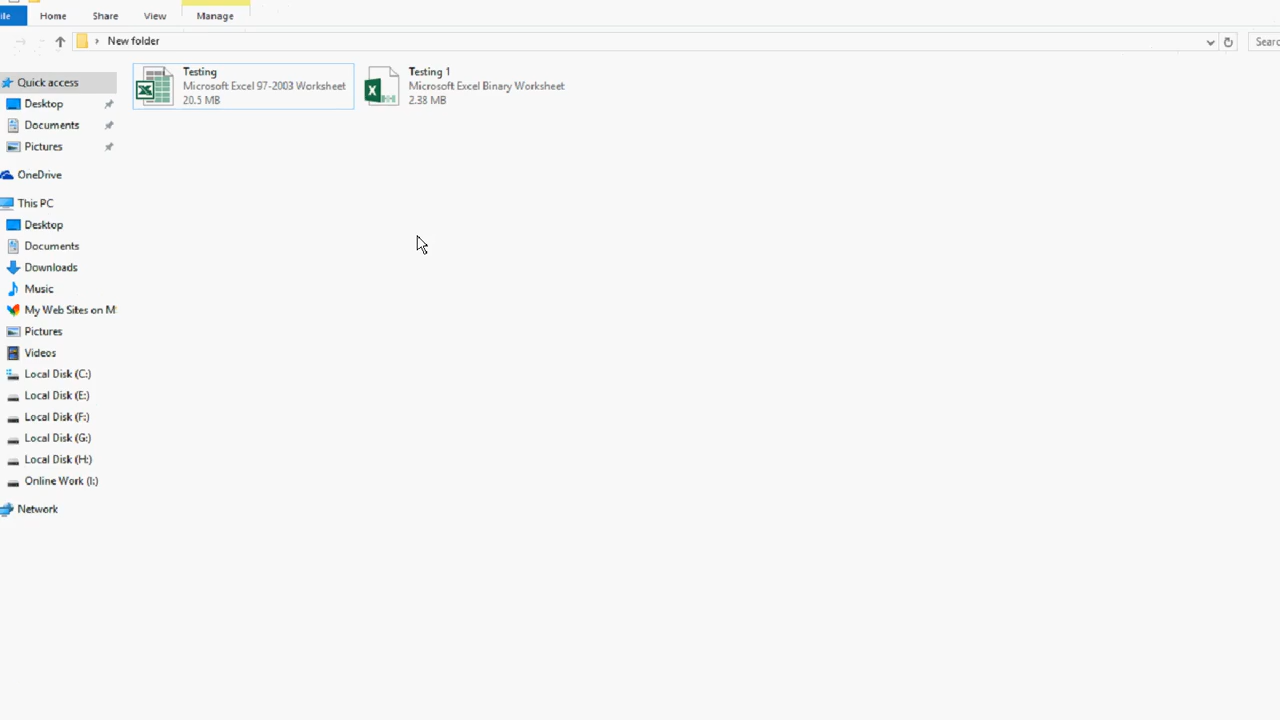 Home Share View Manage
New folder
Testing
Microsoft Excel 97-2003 Worksheet
20.5 MB
Testing 1
Microsoft Excel Binary Worksheet
2.38 MB
Quick access
Desktop
Documents
Pictures
OneDrive
This PC
Desktop
Documents
Downloads
Music
My Web Sites on
Pictures
Videos
Local Disk (C:)
Local Disk (E:)
Local Disk (F:)
Local Disk (G:)
Local Disk (H:)
Online Work (I:)
Network